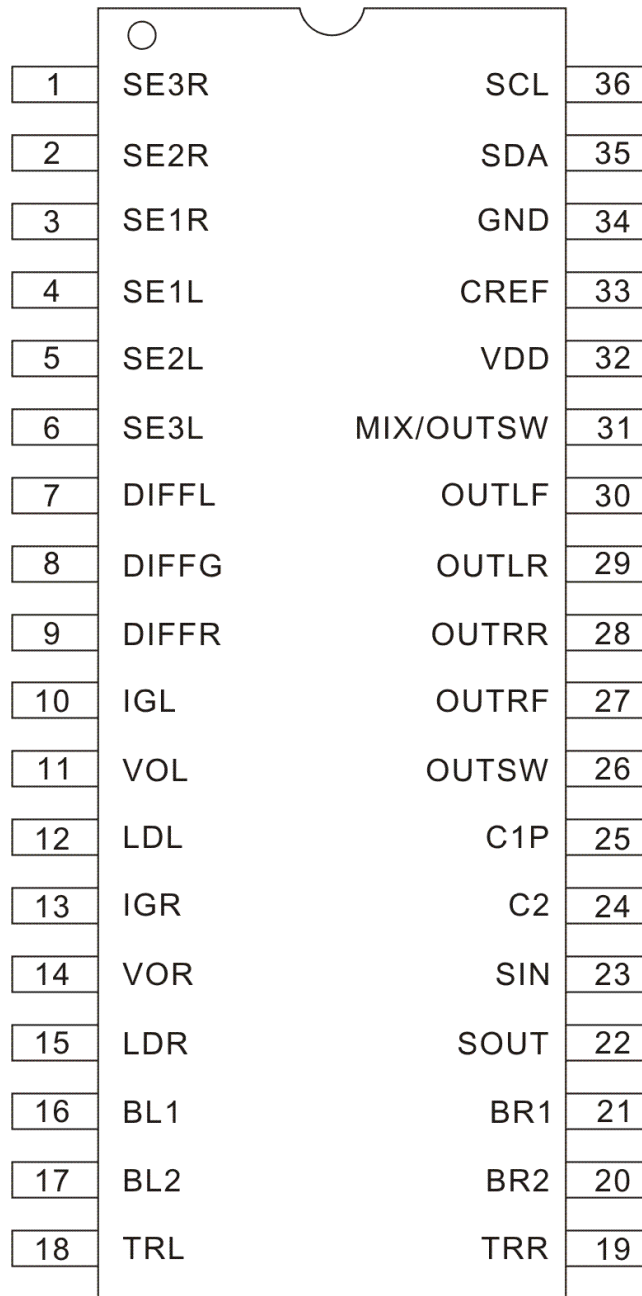 1 SE3R SCL 36
2 SE2R SDA 35
3 SE1R GND 34
4 SE1L CREF 33
5 SE2L VDD 32
6 SE3L MIX/OUTSW 31
7 DIFFL OUTLF 30
8 DIFFG OUTLR 29
9 DIFFR OUTRR 28
10 IGL OUTRF 27
11 VOL OUTSW 26
12 LDL C1P 25
13 IGR C2 24
14 VOR SIN 23
15 LDR SOUT 22
16 BL1 BR1 21
17 BL2 BR2 20
18 TRL TRR 19